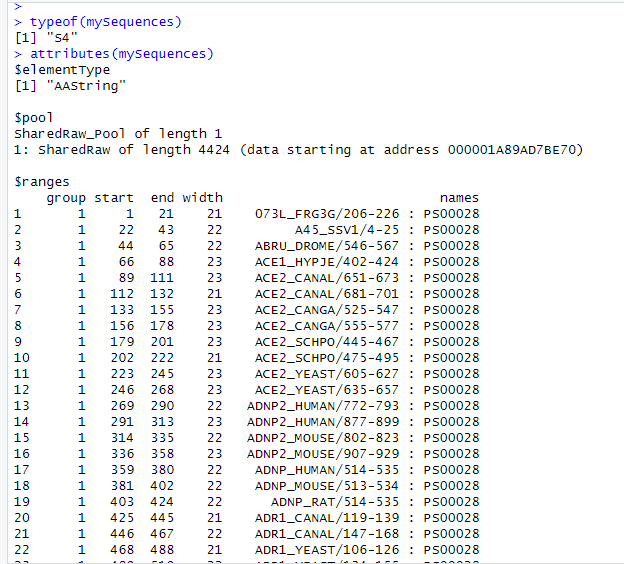 >
> typeof(mySequences)
[1] "S4"
> attributes(mySequences)
$elementType
[1] "AAString"
$pool
SharedRaw_Pool of length 1
1: SharedRaw of length 4424 (data starting at address 000001A89AD7BE70)
$ranges
group start end width names
1 1 1 21 21 073L_FRG3G/206-226 : PS00028
2 1 22 43 22 A45_SSV1/4-25 : PS00028
3 1 44 65 22 ABRU_DROME/546-567 : PS00028
4 1 66 88 23 ACE1_HYPJE/402-424 : PS00028
5 1 89 111 23 ACE2_CANAL/651-673 : PS00028
6 1 112 132 21 ACE2_CANAL/681-701 : PS00028
7 1 133 155 23 ACE2_CANGA/525-547 : PS00028
8 1 156 178 23 ACE2_CANGA/555-577 : PS00028
9 1 179 201 23 ACE2_SCHPO/445-467 : PS00028
10 1 202 222 21 ACE2_SCHPO/475-495 : PS00028
11 1 223 245 23 ACE2_YEAST/605-627 : PS00028
12 1 246 268 23 ACE2_YEAST/635-657 : PS00028
13 1 269 290 22 ADNP2_HUMAN/772-793 : PS00028
14 1 291 313 23 ADNP2_HUMAN/877-899 : PS00028
15 1 314 335 22 ADNP2_MOUSE/802-823 : PS00028
16 1 336 358 23 ADNP2_MOUSE/907-929 : PS00028
17 1 359 380 22 ADNP_HUMAN/514-535 : PS00028
18 1 381 402 22 ADNP_MOUSE/513-534 : PS00028
19 1 403 424 22 ADNP_RAT/514-535 : PS00028
20 1 425 445 21 ADR1_CANAL/119-139 : PS00028
21 1 446 467 22 ADR1_CANAL/147-168 : PS00028
22 1 468 488 21 ADR1_YEAST/106-126 : PS00028